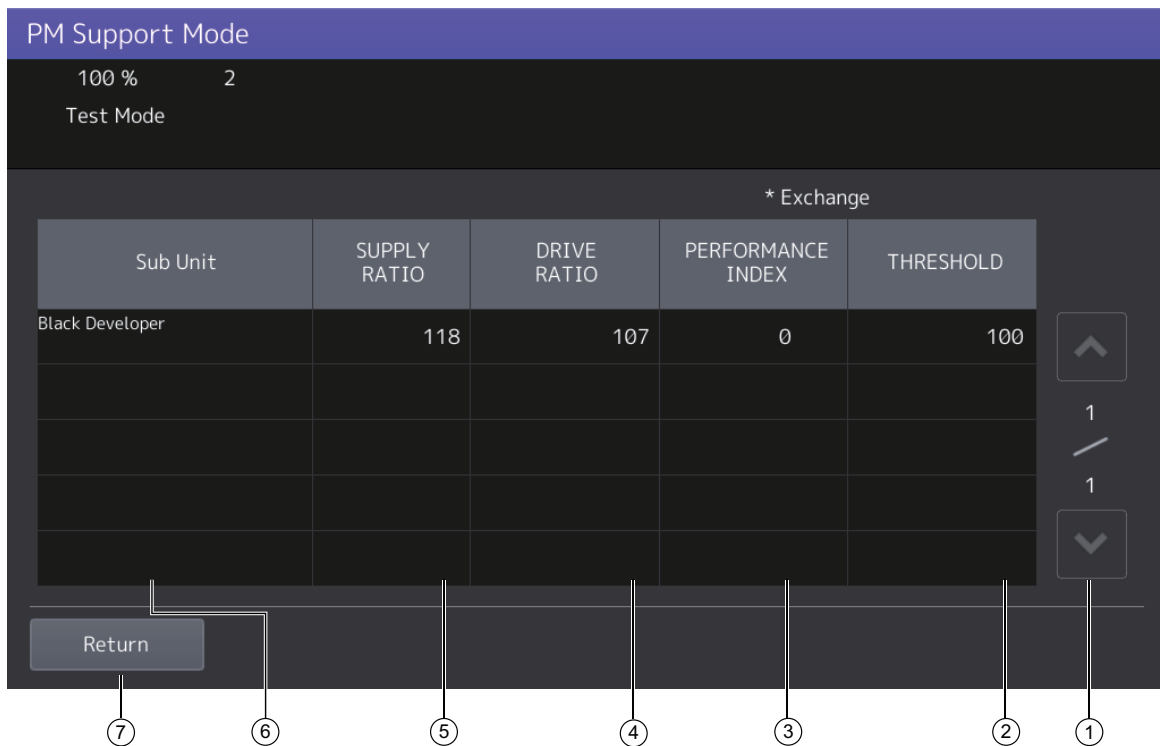 PM Support Mode
100 % 2
Test Mode
* Exchange
Sub Unit
SUPPLY
RATIO
DRIVE
RATIO
PERFORMANCE
INDEX
THRESHOLD
Black Developer 118 107 0 100
1
1
Return
7 6 5 4 3 2 1